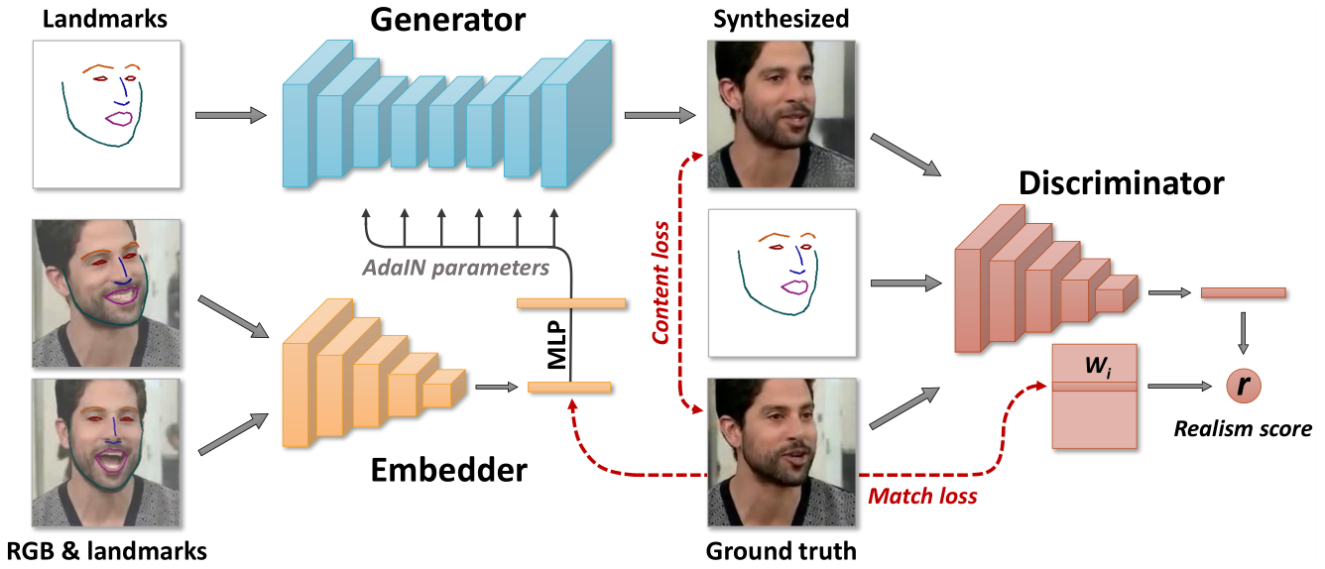 Landmarks
Generator
Synthesized
Discriminator
AdaIN parameters
Content loss
MLP
W i
r
Realism score
Embedder
Match loss
RGB & landmarks
Ground truth